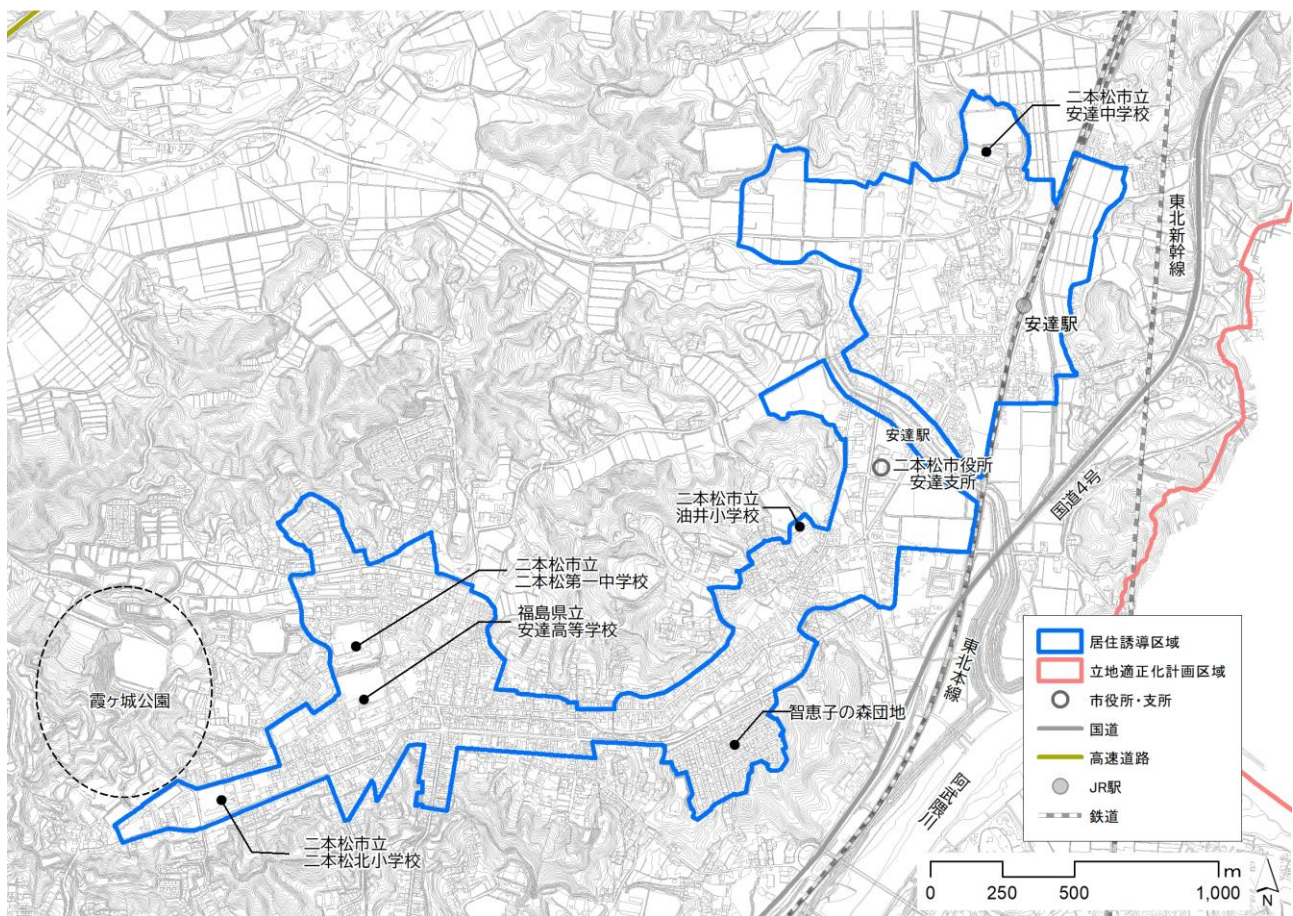 二本松市立
安達中学校
東北新幹線
安達駅
安達駅
二本松市役所
安達支所
国道4号
二本松市立
油井小学校
二本松市立
二本松第一中学校
福島県立
安達高等学校
霞ヶ城公園
智恵子の森団地
東北本線
阿武隈川
二本松市立
二本松北小学校
居住誘導区域
立地適正化計画区域
市役所・支所
国道
高速道路
JR駅
鉄道
m
0 250 500 1,000
N